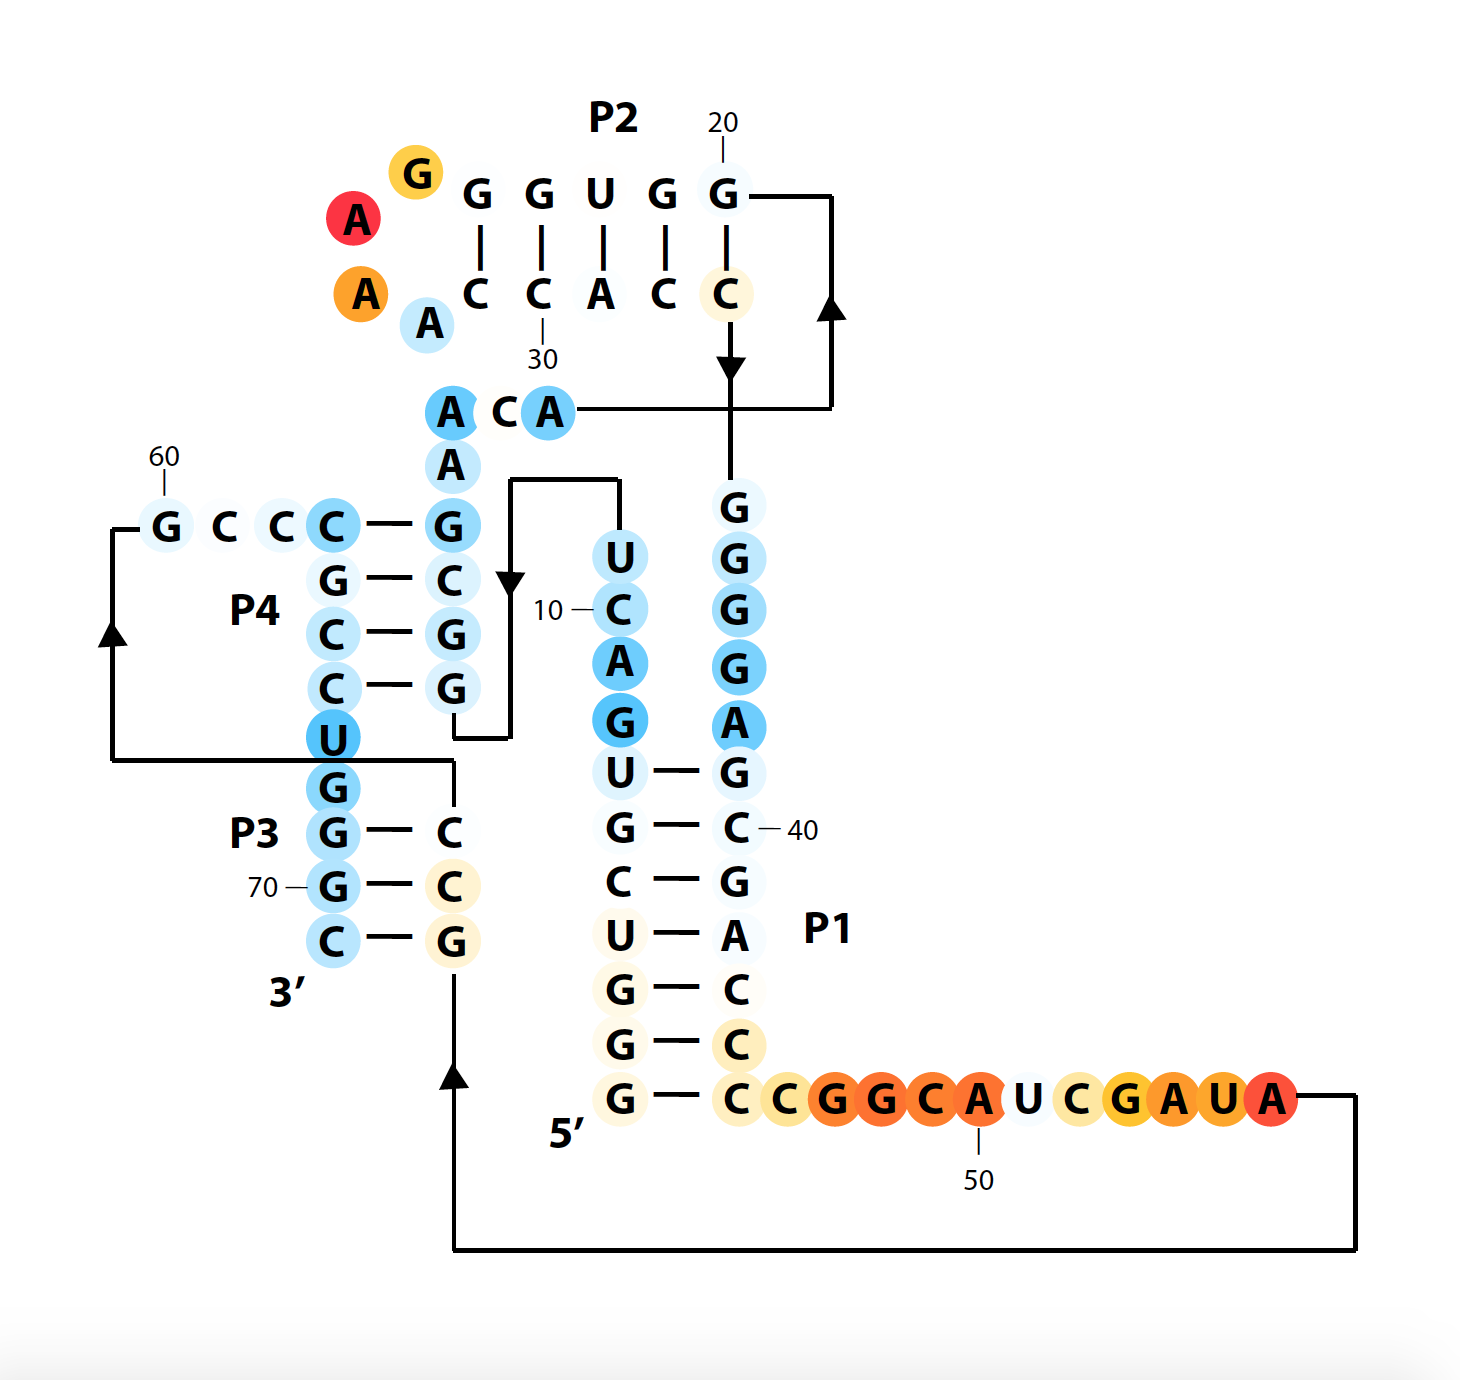 P2
20
G G G U G G
A
A A C C A C C
30
A C A
A
60
G C C C G
G C
P4
C G
C G
U
G
P3
G C
70 G C
C G
3′
G
U G
10 C G
A G
G A
U G
G C 40
C G
U A
P1
G C
G C
G C C G G C A U C G A U A
5′
50